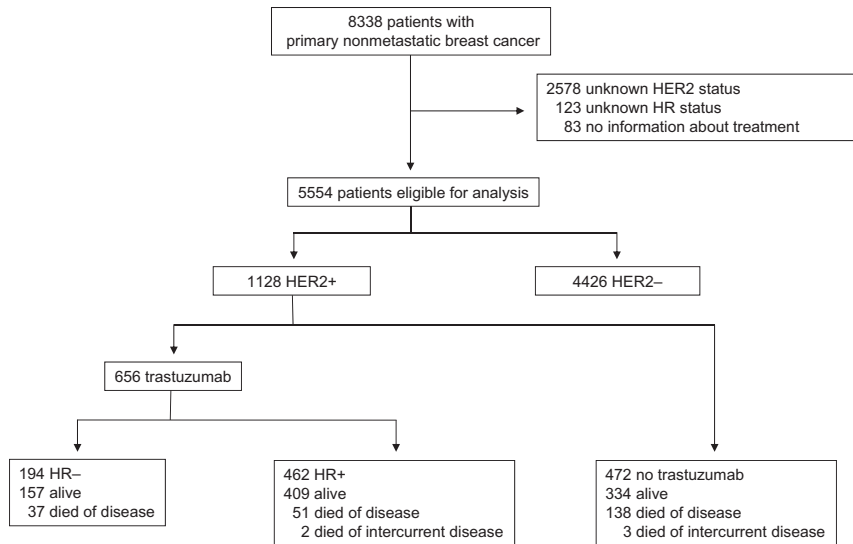 8338 patients with
primary nonmetastatic breast cancer
2578 unknown HER2 status
123 unknown HR status
83 no information about treatment
5554 patients eligible for analysis
1128 HER2+
4426 HER2–
656 trastuzumab
194 HR–
157 alive
37 died of disease
462 HR+
409 alive
51 died of disease
2 died of intercurrent disease
472 no trastuzumab
334 alive
138 died of disease
3 died of intercurrent disease